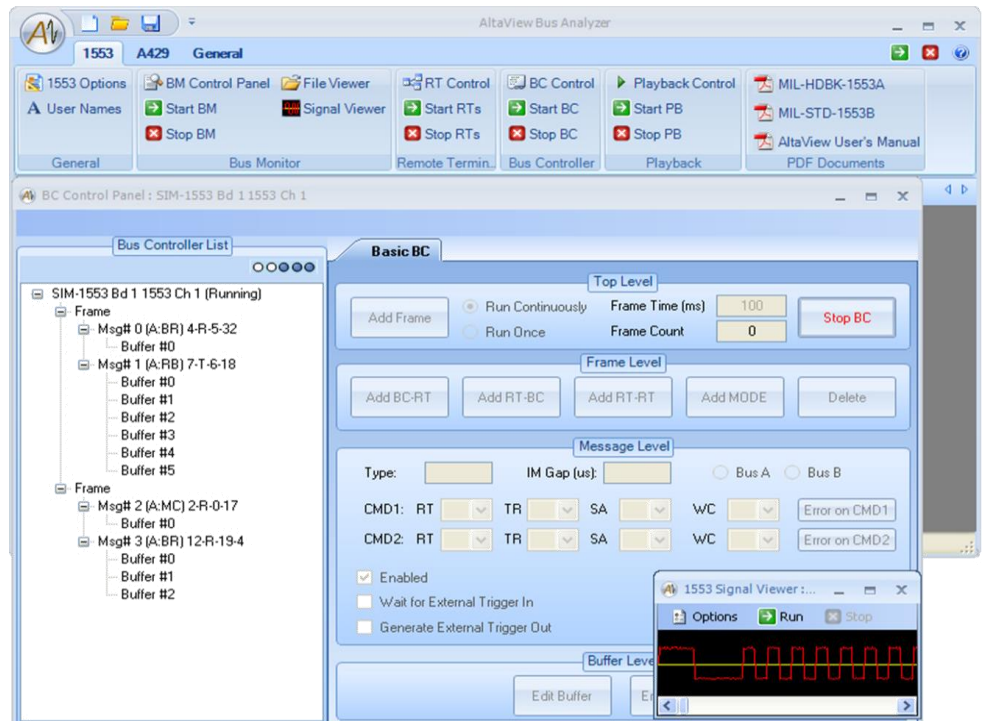 AltaView Bus Analyzer
1553 A429 General
1553 Options BM Control Panel File Viewer RT Control BC Control Playback Control MIL-HDBK-1553A
A User Names Start BM Signal Viewer Start RTs Start BC Start PB MIL-STD-1553B
Stop BM Stop RTs Stop BC Stop PB AltaView User's Manual
General Bus Monitor Remote Termin... Bus Controller Playback PDF Documents
BC Control Panel : SIM-1553 Bd 1 1553 Ch 1
Bus Controller List
Basic BC
SIM-1553 Bd 1 1553 Ch 1 (Running)
Frame
Msg# 0 (A:BR) 4-R-5-32
Buffer #0
Msg# 1 (A:RB) 7-T-6-18
Buffer #0
Buffer #1
Buffer #2
Buffer #3
Buffer #4
Buffer #5
Frame
Msg# 2 (A:MC) 2-R-0-17
Buffer #0
Msg# 3 (A:BR) 12-R-19-4
Buffer #0
Buffer #1
Buffer #2
Top Level
Add Frame Run Continuously Frame Time (ms) 100 Stop BC
Run Once Frame Count 0
Frame Level
Add BC-RT Add RT-BC Add RT-RT Add MODE Delete
Message Level
Type: IM Gap (us): Bus A Bus B
CMD1: RT TR SA WC Error on CMD1
CMD2: RT TR SA WC Error on CMD2
Enabled
Wait for External Trigger In
Generate External Trigger Out
Buffer Leve
Edit Buffer
1553 Signal Viewer :...
Options Run Stop